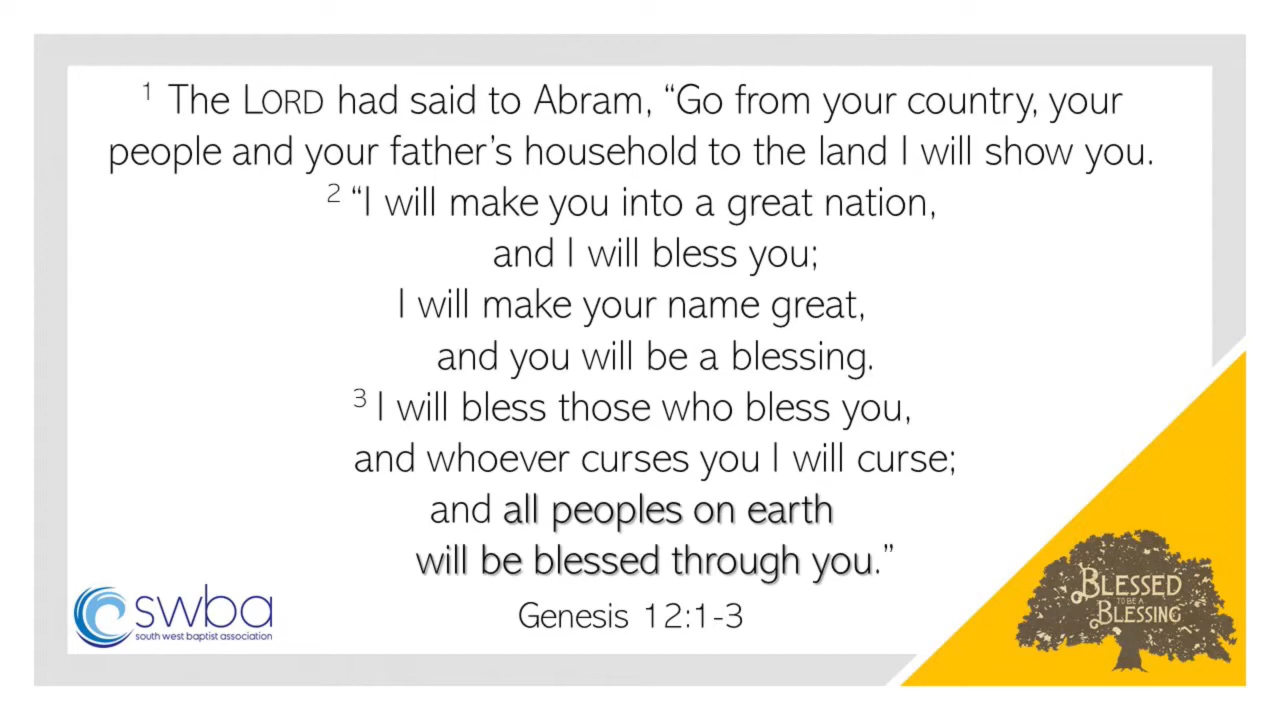 1 The LORD had said to Abram, “Go from your country, your
people and your father’s household to the land I will show you.
2 “I will make you into a great nation,
and I will bless you;
I will make your name great,
and you will be a blessing.
3 I will bless those who bless you,
and whoever curses you I will curse;
and all peoples on earth
will be blessed through you.”
Genesis 12:1-3
swba
south west baptist association
BLESSED
TO BE A
BLESSING